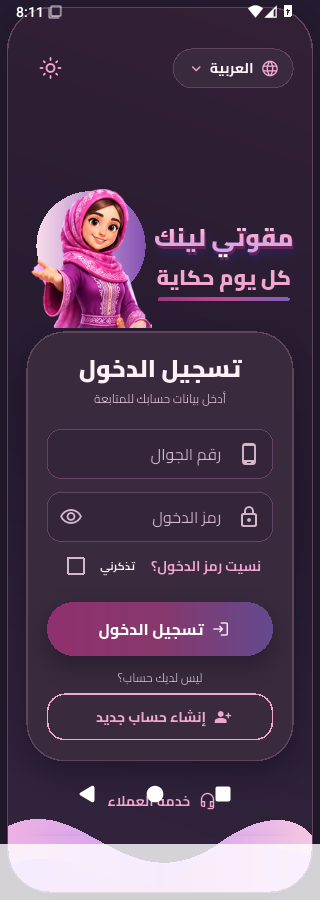 8:11
العربية
مقوتي لينك
كل يوم حكاية
تسجيل الدخول
أدخل بيانات حسابك للمتابعة
رقم الجوال
رمز الدخول
نسيت رمز الدخول؟ تذكرني
تسجيل الدخول
ليس لديك حساب؟
إنشاء حساب جديد
خدمة العملاء